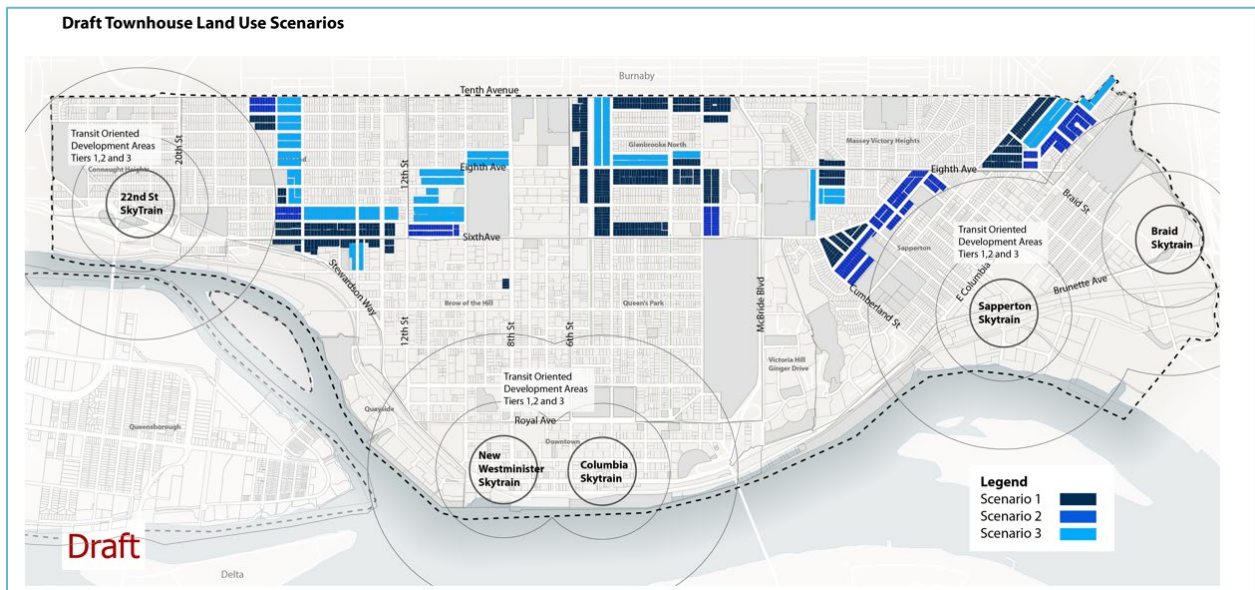 Draft Townhouse Land Use Scenarios
Burnaby
Tenth Avenue
Transit Oriented
Development Areas
Tiers 1,2 and 3
20th St
Connaught Heights
22nd St
SkyTrain
12th St
Eighth Ave
Glenbrooke North
Massey Victory Heights
Eighth Ave
Braid St
SixthAve
Sapperton
Transit Oriented
Development Areas
Tiers 1,2 and 3
Braid
Skytrain
E Columbia
Brunette Ave
Sapperton
Skytrain
Cumberland St
Stewardson Way
Brow of the Hill
Queen's Park
McBride Blvd
12th St
8th St
6th St
Victoria Hill
Ginger Drive
Transit Oriented
Development Areas
Tiers 1,2 and 3
Quayside
Queensborough
Royal Ave
Downtown
New
Westminister
Skytrain
Columbia
Skytrain
Legend
Scenario 1
Scenario 2
Scenario 3
Draft
Delta